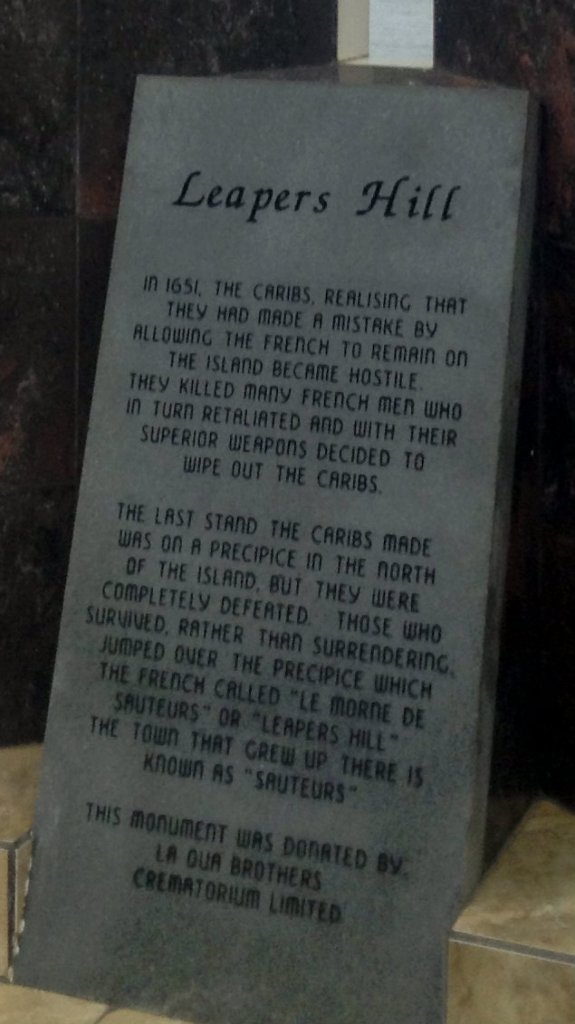 Leapers Hill
IN 1651, THE CARIBS, REALISING THAT
THEY HAD MADE A MISTAKE BY
ALLOWING THE FRENCH TO REMAIN ON
THE ISLAND BECAME HOSTILE.
THEY KILLED MANY FRENCH MEN WHO
IN TURN RETALIATED AND WITH THEIR
SUPERIOR WEAPONS DECIDED TO
WIPE OUT THE CARIBS.
THE LAST STAND THE CARIBS MADE
WAS ON A PRECIPICE IN THE NORTH
OF THE ISLAND, BUT THEY WERE
COMPLETELY DEFEATED. THOSE WHO
SURVIVED, RATHER THAN SURRENDERING,
JUMPED OVER THE PRECIPICE WHICH
THE FRENCH CALLED "LE MORNE DE
SAUTEURS" OR "LEAPERS HILL"
THE TOWN THAT GREW UP THERE IS
KNOWN AS "SAUTEURS"
THIS MONUMENT WAS DONATED BY:
LA QUA BROTHERS
CREMATORIUM LIMITED